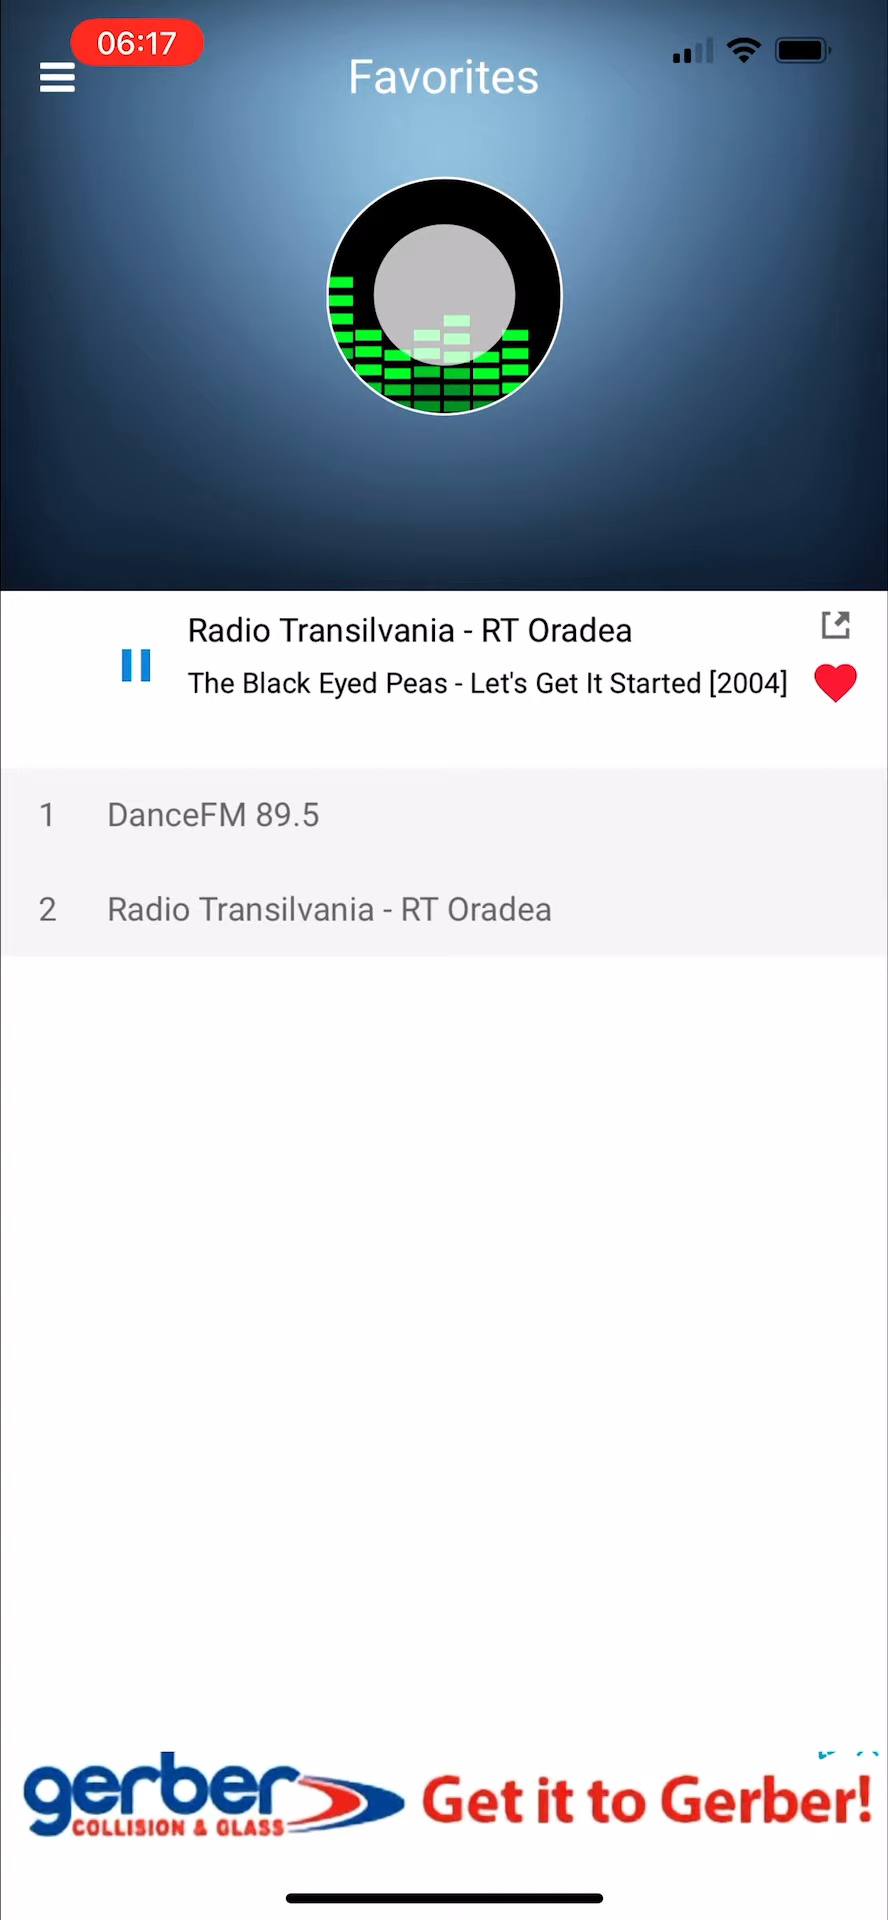 06:17
Favorites
Radio Transilvania - RT Oradea
The Black Eyed Peas - Let's Get It Started [2004]
1 DanceFM 89.5
2 Radio Transilvania - RT Oradea
gerber
COLLISION & GLASS
Get it to Gerber!